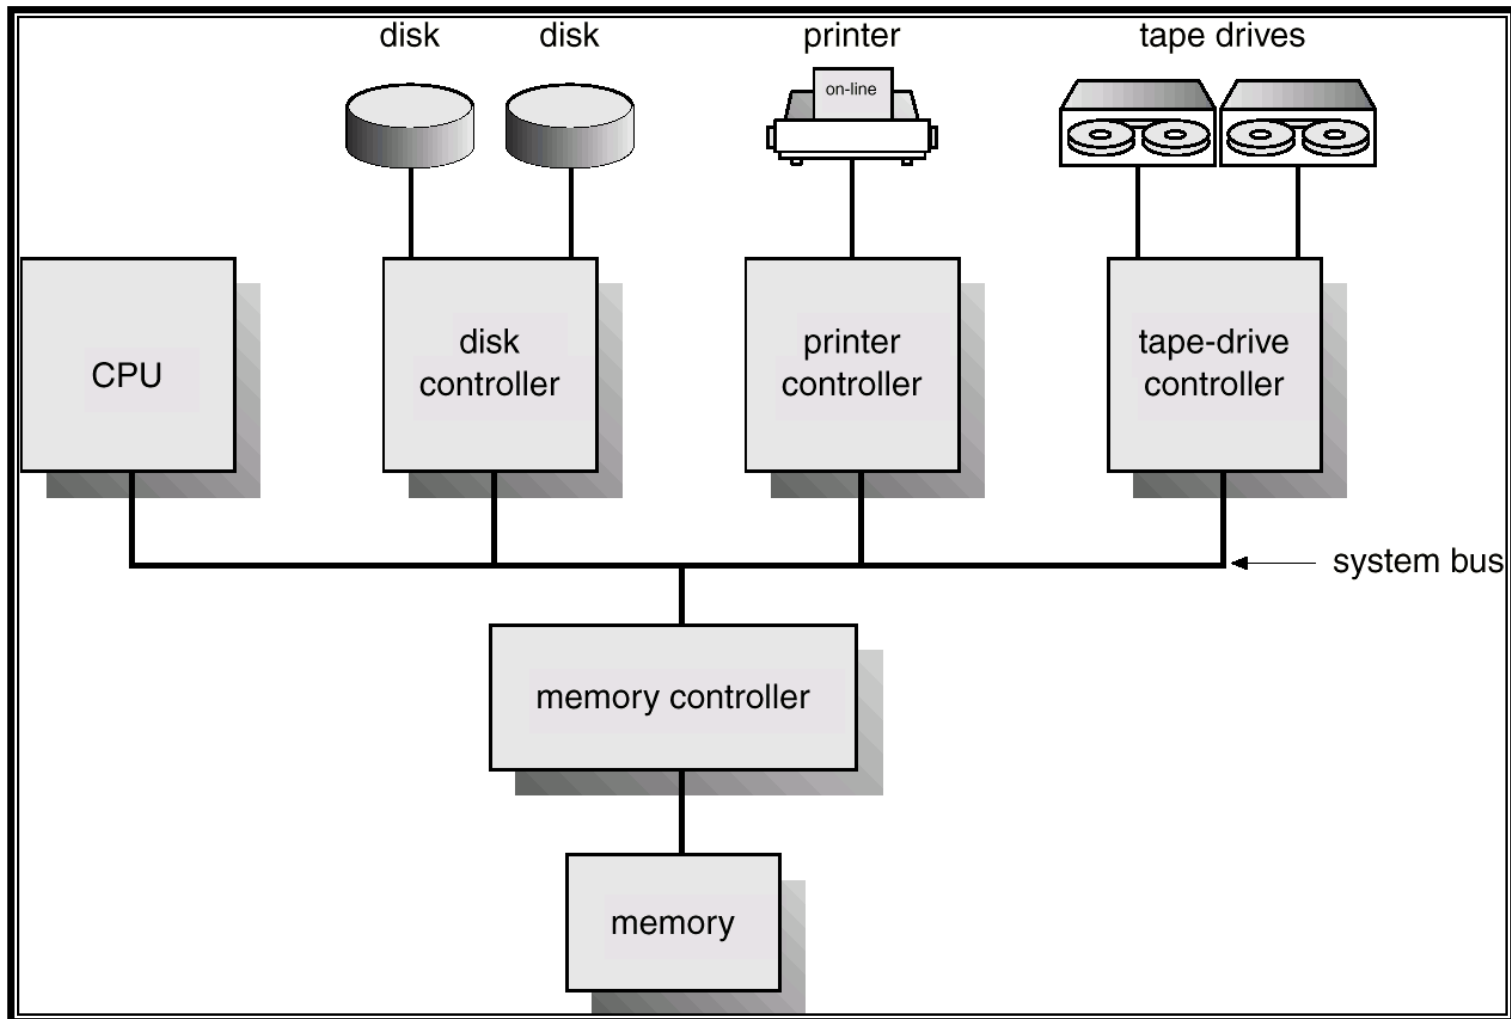 disk
disk
printer
tape drives
on-line
CPU
disk
controller
printer
controller
tape-drive
controller
system bus
memory controller
memory